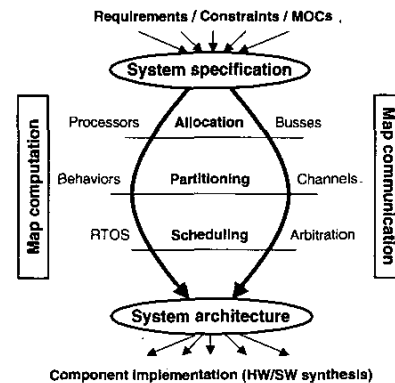 Requirements / Constraints / MOCs
System specification
Map computation
Map communication
Processors Allocation Busses
Behaviors Partitioning Channels
RTOS Scheduling Arbitration
System architecture
Component implementation (HW/SW synthesis)